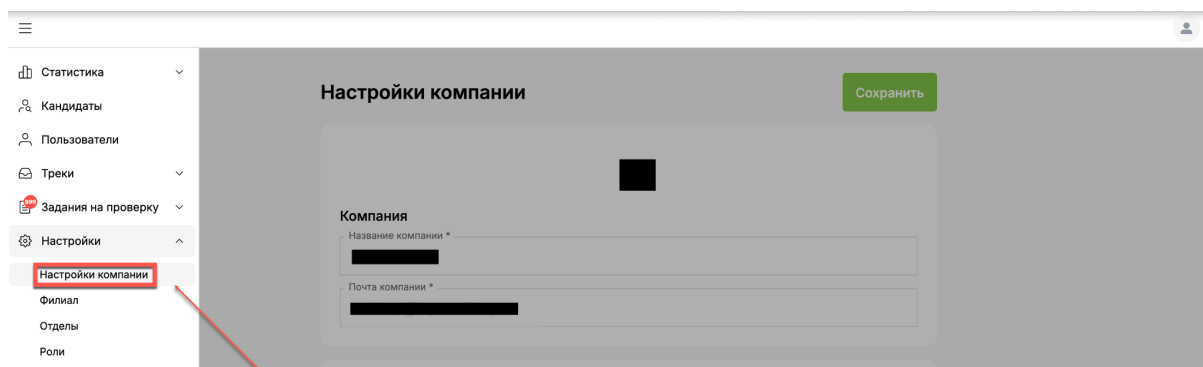 Статистика
Кандидаты
Пользователи
Треки
999
Задания на проверку
Настройки
Настройки компании
Филиал
Отделы
Роли
Настройки компании
Сохранить
Компания
Название компании *
Почта компании *